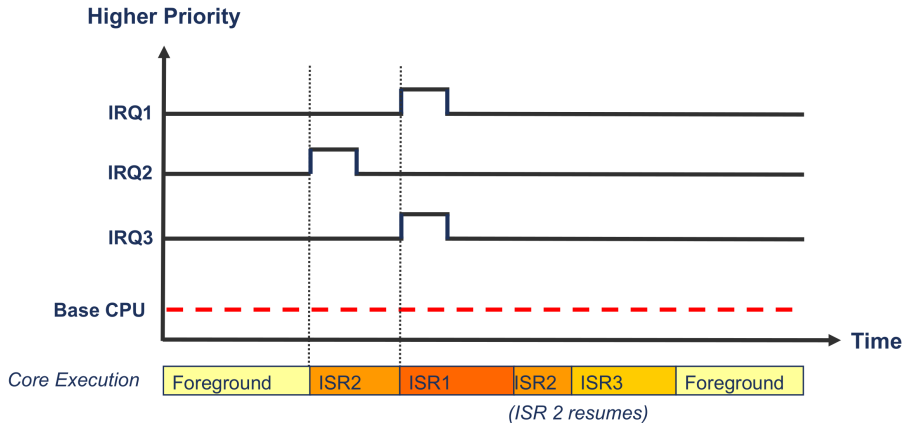 Higher Priority
IRQ1
IRQ2
IRQ3
Base CPU
Time
Core Execution
Foreground
ISR2
ISR1
ISR2
ISR3
Foreground
(ISR 2 resumes)